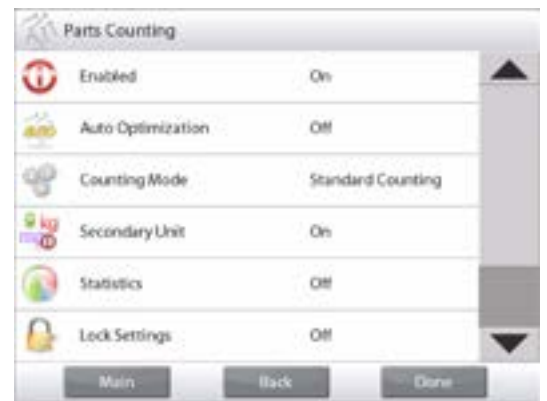 Parts Counting
Enabled On
Auto Optimization Off
Counting Mode Standard Counting
Secondary Unit On
Statistics Off
Lock Settings Off
Main Back Done